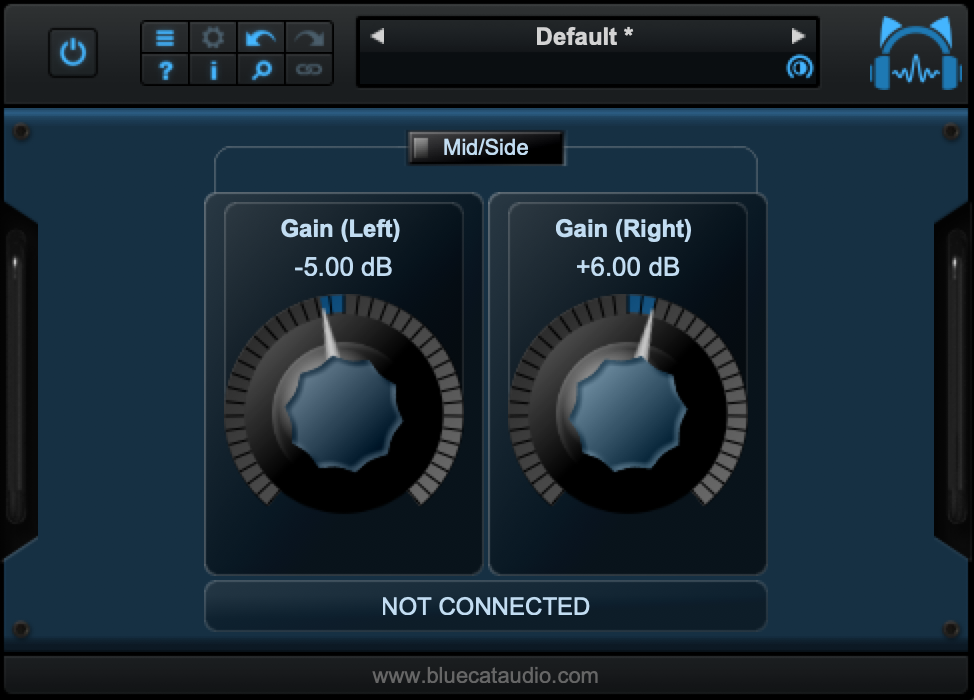 Default *
? i
Mid/Side
Gain (Left)
-5.00 dB
Gain (Right)
+6.00 dB
NOT CONNECTED
www.bluecataudio.com